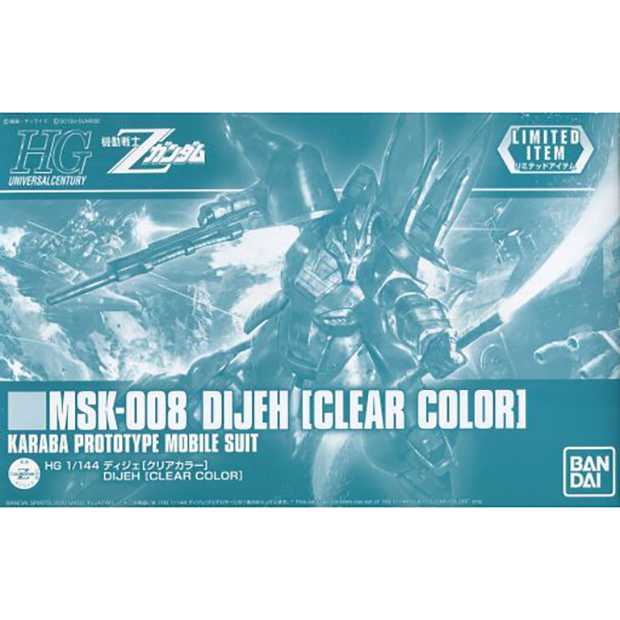 HG
UNIVERSAL CENTURY
機動戦士
Zガンダム
LIMITED
ITEM
リミテッドアイテム
MSK-008 DIJEH [CLEAR COLOR]
KARABA PROTOTYPE MOBILE SUIT
HG 1/144 ディジェ [クリアカラー]
DIJEH [CLEAR COLOR]
BAN
DAI